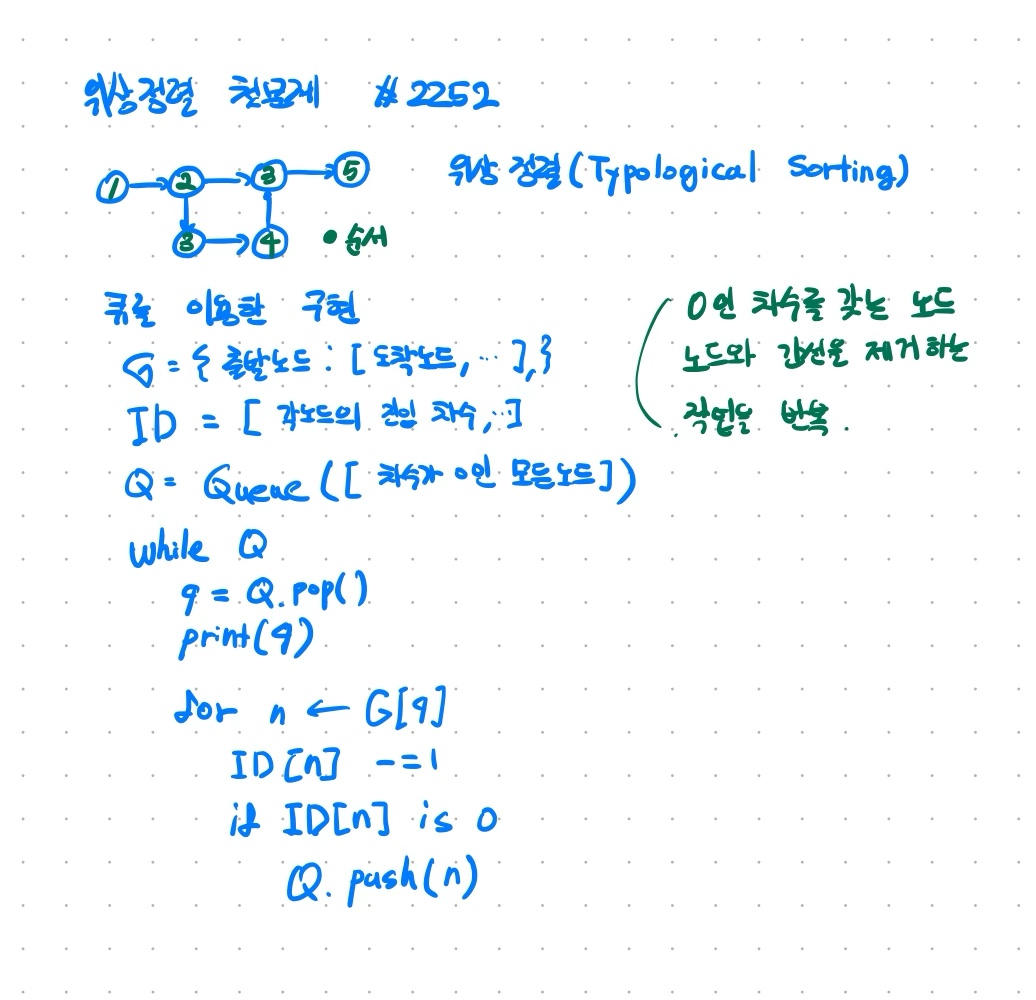 위상정렬 첫문제 #2252
1 → 2 → 3 → 5
3 → 4 • 순서
위상 정렬(Typological Sorting)
큐를 이용한 구현
G = { 출발노드 : [ 도착노드, … ], }
ID = [ 각노드의 진입 차수, … ]
Q = Queue ([ 차수가 0인 모든노드 ])
while Q
q = Q.pop()
print(q)
for n ← G[q]
ID[n] -=1
if ID[n] is 0
Q.push(n)
0인 차수를 갖는 노드
노드와 간선을 제거하는
작업을 반복.